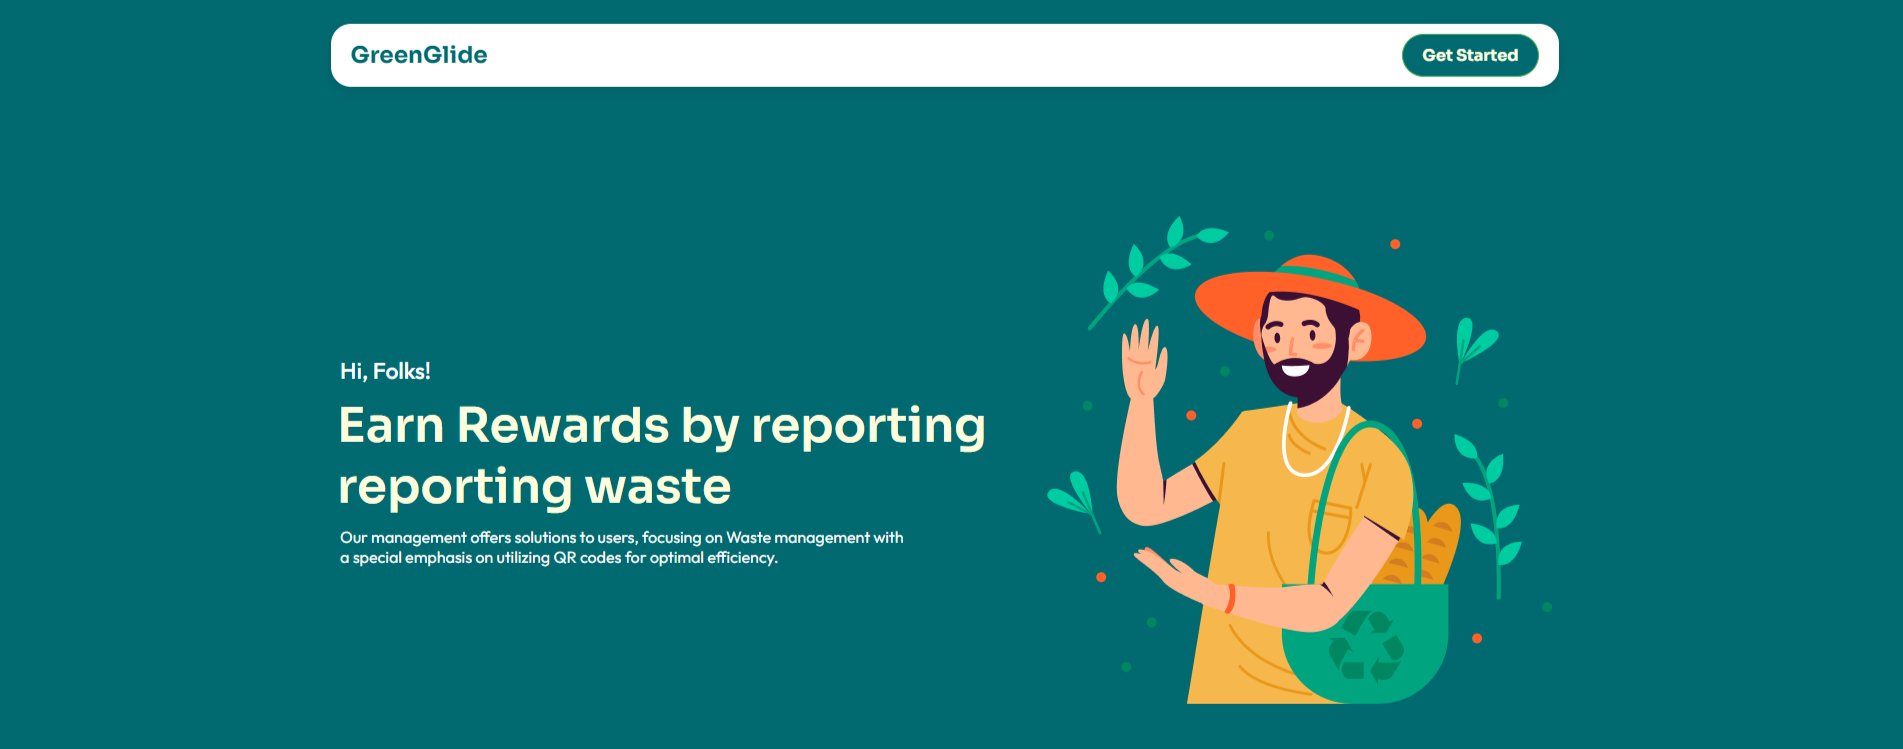 GreenGlide
Get Started
Hi, Folks!
Earn Rewards by reporting
reporting waste
Our management offers solutions to users, focusing on Waste management with
a special emphasis on utilizing QR codes for optimal efficiency.